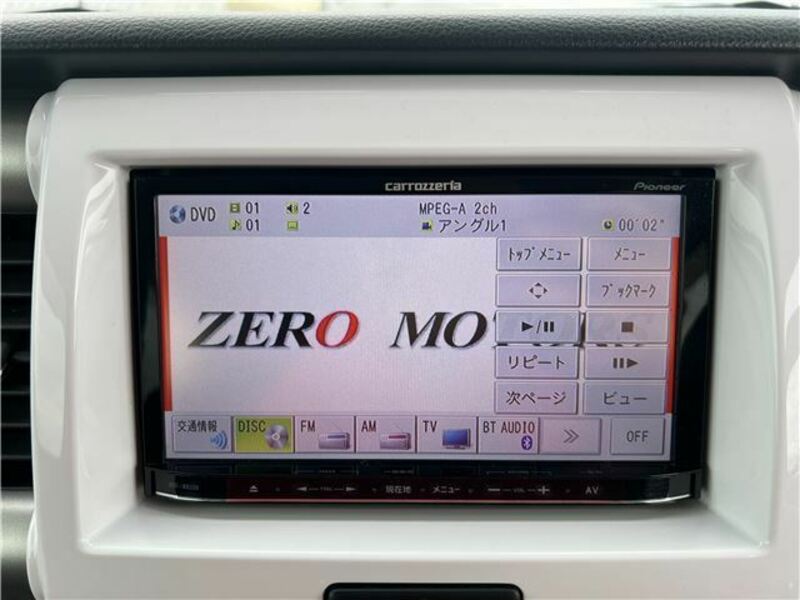 carrozzeria
Pioneer
DVD 01 2 MPEG-A 2ch
01 アングル1 00'02"
トップメニュー メニュー
ブックマーク
ZERO MO
リピート
次ページ ビュー
交通情報 DISC FM AM TV BT AUDIO OFF
現在地 メニュー VOL AV